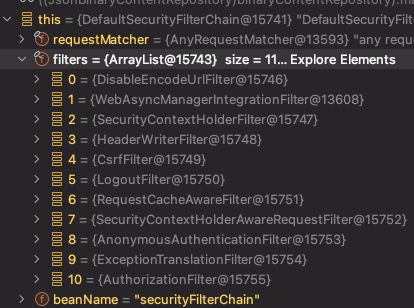 this = {DefaultSecurityFilterChain@15741} "DefaultSecurityFilt
requestMatcher = {AnyRequestMatcher@13593} "any requ
filters = {ArrayList@15743} size = 11... Explore Elements
0 = {DisableEncodeUrlFilter@15746}
1 = {WebAsyncManagerIntegrationFilter@13608}
2 = {SecurityContextHolderFilter@15747}
3 = {HeaderWriterFilter@15748}
4 = {CsrfFilter@15749}
5 = {LogoutFilter@15750}
6 = {RequestCacheAwareFilter@15751}
7 = {SecurityContextHolderAwareRequestFilter@15752}
8 = {AnonymousAuthenticationFilter@15753}
9 = {ExceptionTranslationFilter@15754}
10 = {AuthorizationFilter@15755}
beanName = "securityFilterChain"